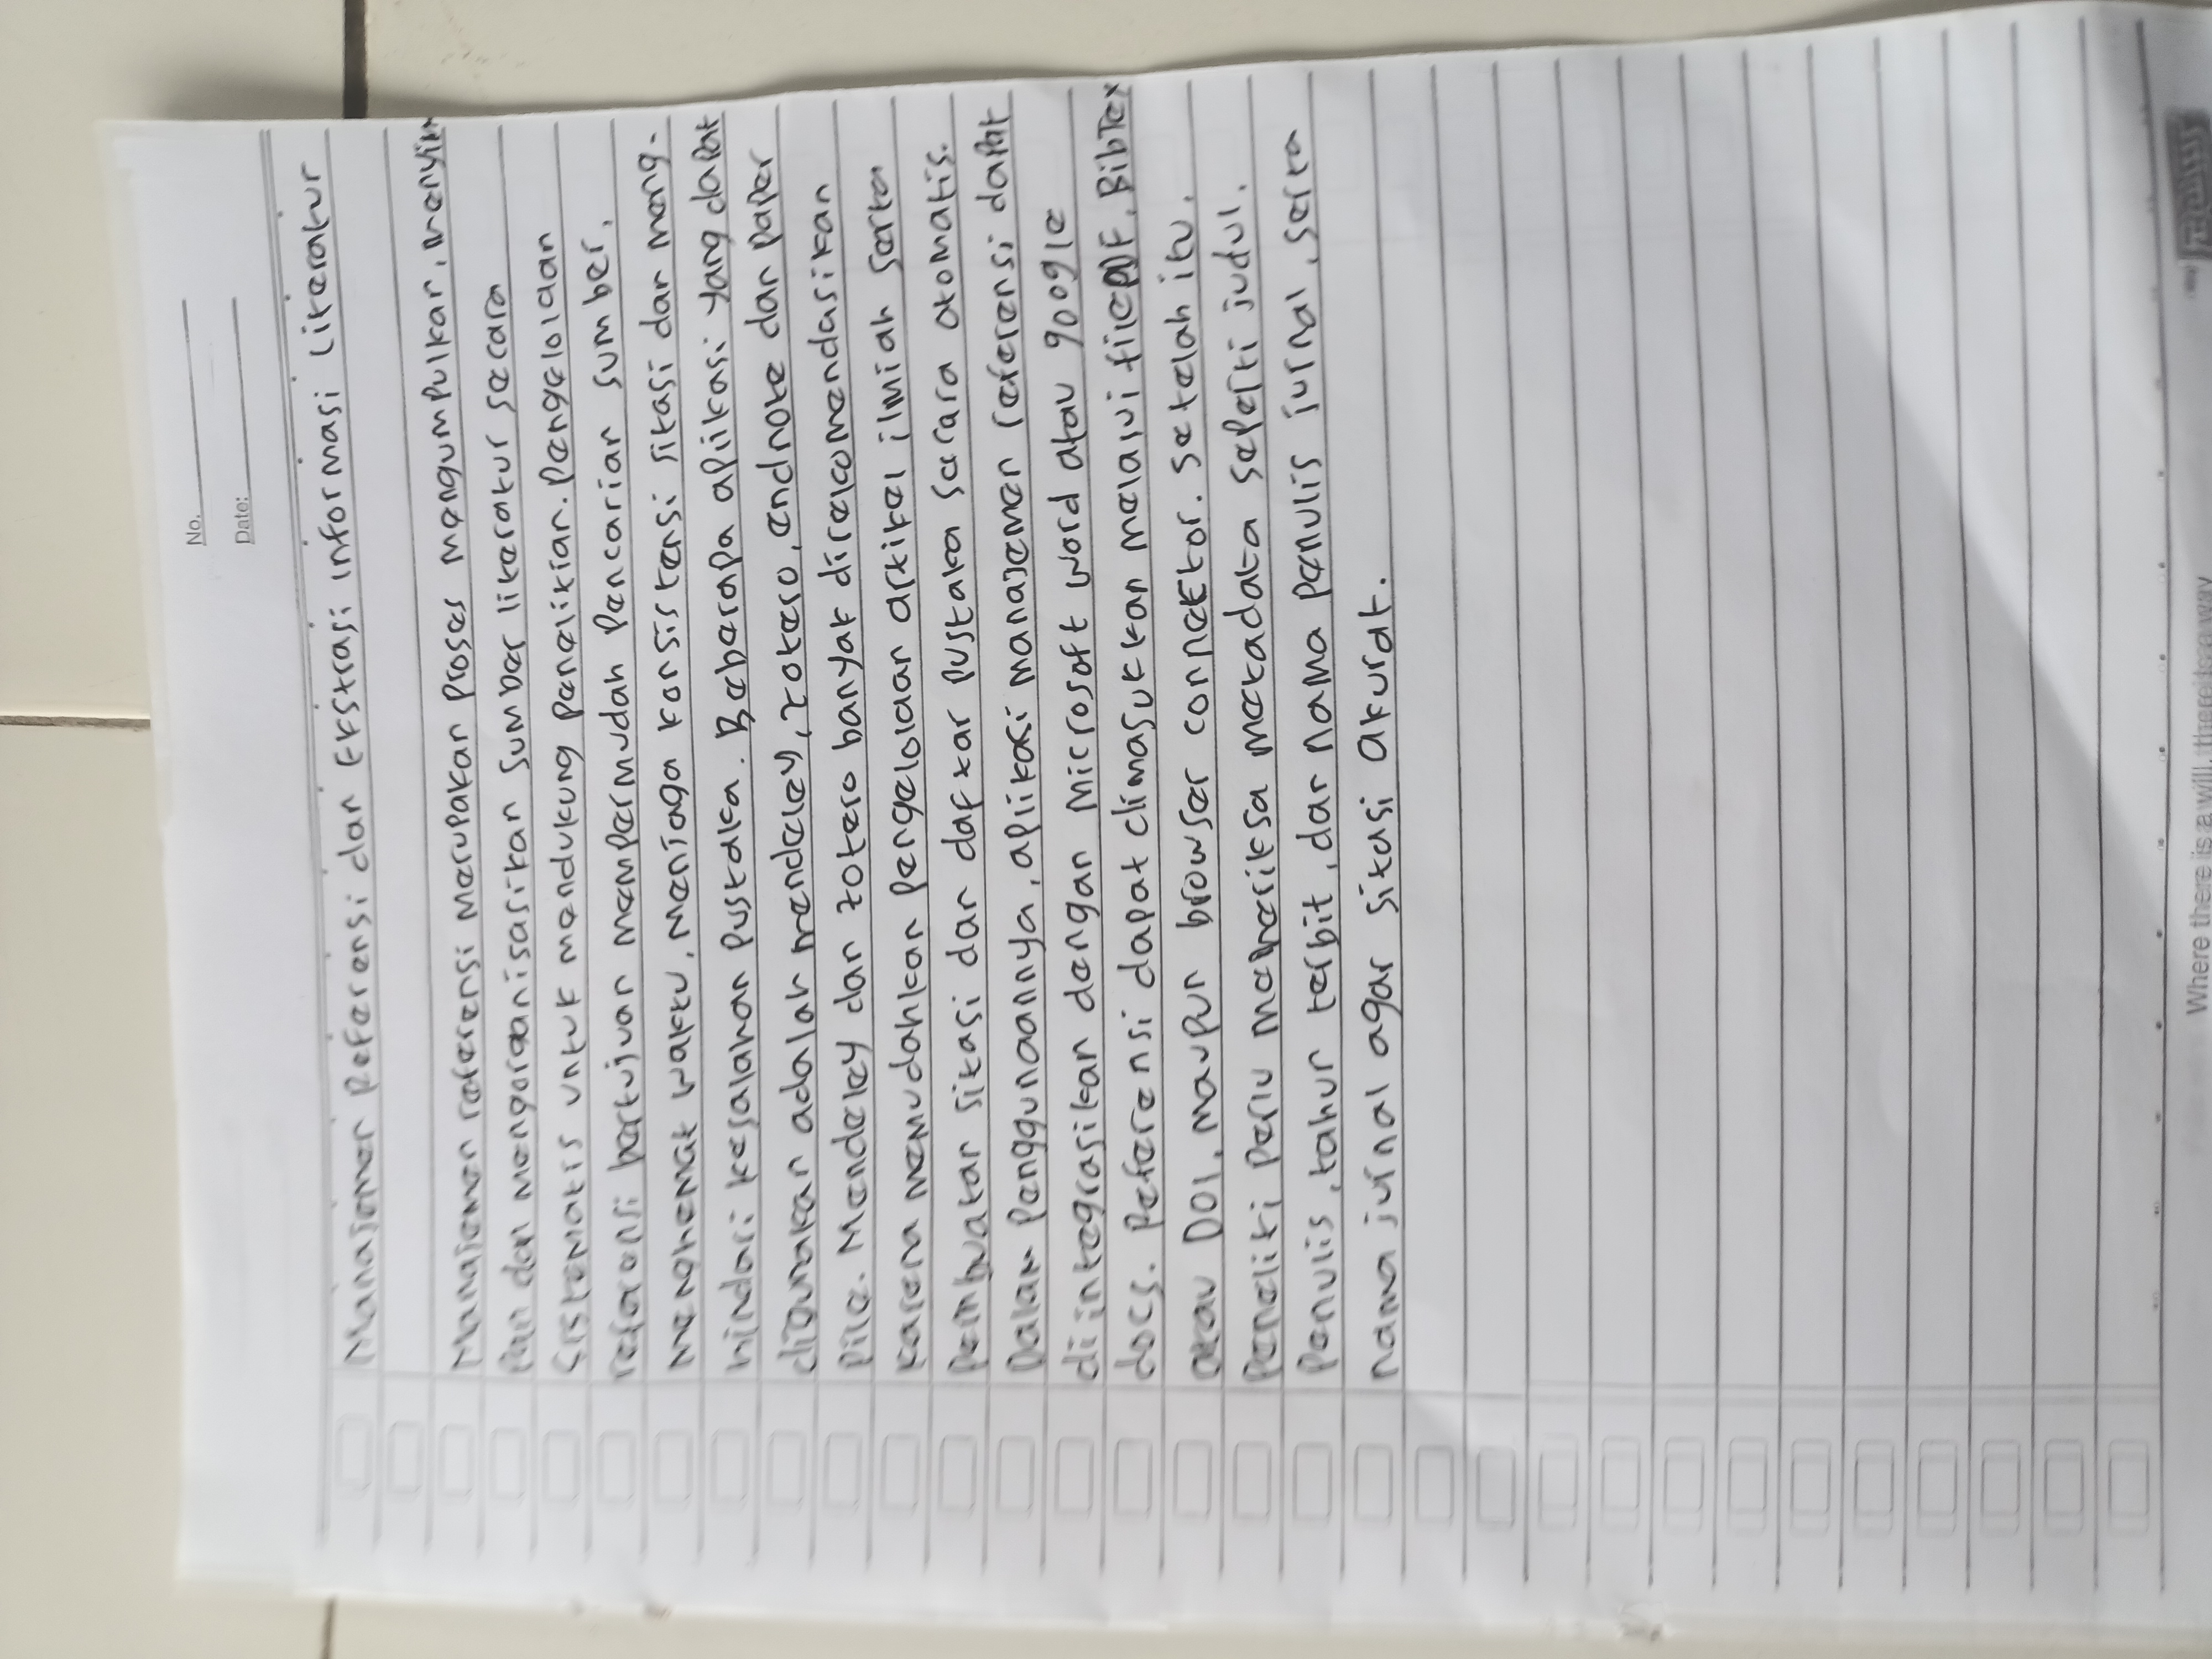 No.
Date:
Manajemen Referensi dan Ekstrasi informasi literatur
Manajemen referensi merupakan proses mengumpulkan, menyim
pan dan mengorganisasikan sumber literatur secara
sistematis untuk mendukung penelitian. Pengelolaan
referensi bertujuan mempermudah pencarian sumber,
menghemat waktu, menjaga konsistensi sitasi dan meng-
hindari kesalahan pustaka. Beberapa aplikasi yang dapat
digunakan adalah mendeley, zotero, endnote dan paper
pile. Mendeley dan zotero banyak direkomendasikan
karena memudahkan pengelolaan artikel ilmiah serta
pembuatan sitasi dan daftar pustaka secara otomatis.
Dalam penggunaannya, aplikasi manajemen referensi dapat
diintegrasikan dengan Microsoft word atau google
docs. Referensi dapat dimasukkan melalui file PDF, BibTex
atau DOI, maupun browser connektor. setelah itu,
peneliti perlu memeriksa metadata seperti judul,
penulis, tahun terbit, dan nama penulis jurnal, serta
nama jurnal agar sitasi akurat.
Where there is a will, there is a way